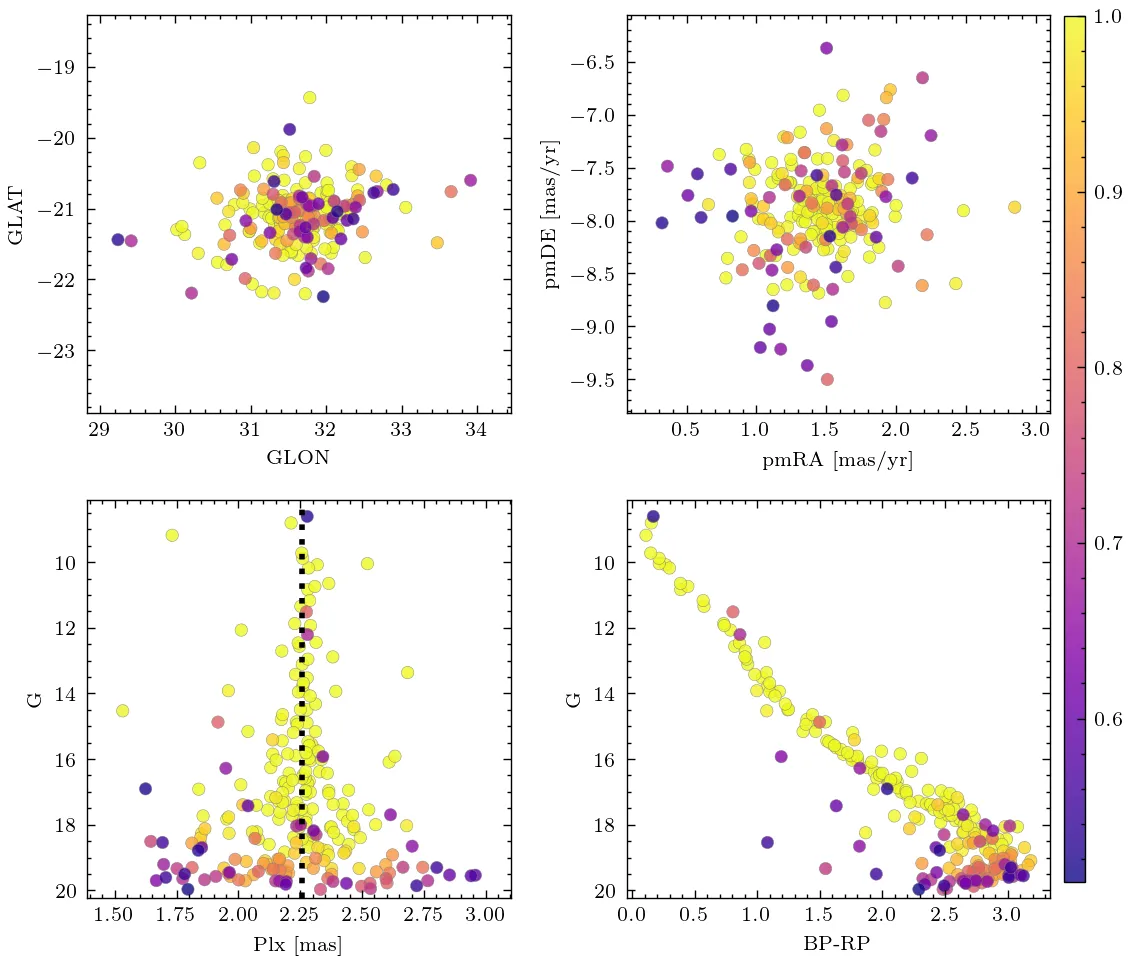 −19
−20
−21
−22
−23
GLAT
29 30 31 32 33 34
GLON
−6.5
−7.0
−7.5
−8.0
−8.5
−9.0
−9.5
pmDE [mas/yr]
0.5 1.0 1.5 2.0 2.5 3.0
pmRA [mas/yr]
1.0
0.9
0.8
0.7
0.6
10
12
14
16
18
20
G
1.50 1.75 2.00 2.25 2.50 2.75 3.00
Plx [mas]
10
12
14
16
18
20
G
0.0 0.5 1.0 1.5 2.0 2.5 3.0
BP-RP